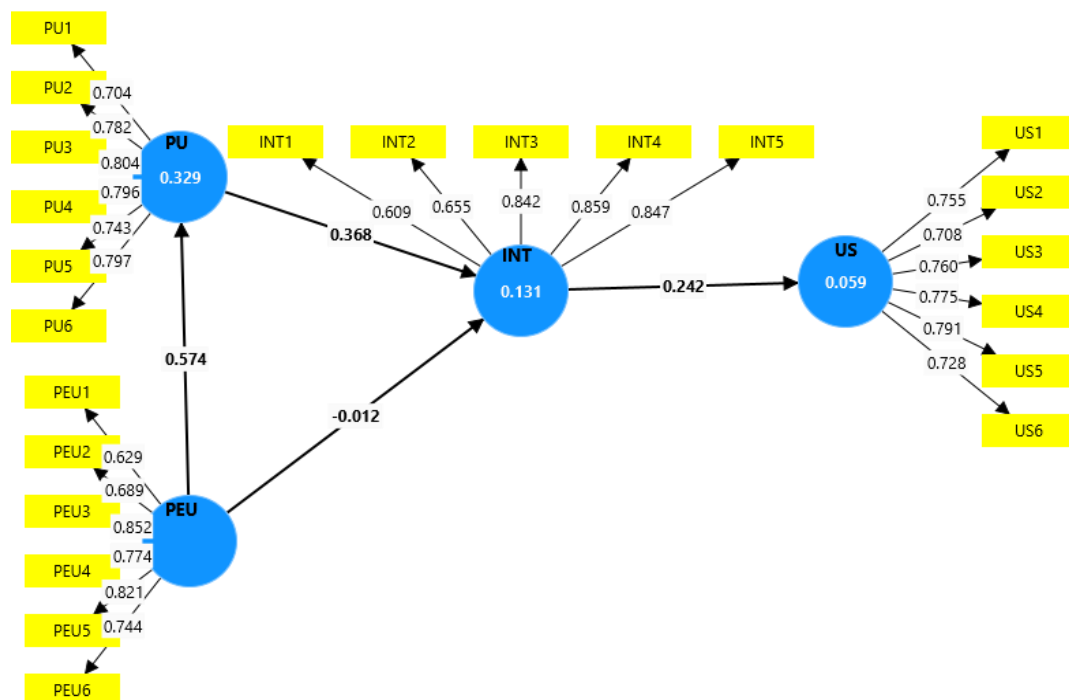 PU1
PU2
PU3
PU4
PU5
PU6
0.704
0.782
0.804
0.796
0.743
0.797
PU
0.329
INT1
INT2
INT3
INT4
INT5
0.609
0.655
0.842
0.859
0.847
INT
0.131
0.368
0.574
-0.012
0.242
US
0.059
0.755
0.708
0.760
0.775
0.791
0.728
US1
US2
US3
US4
US5
US6
PEU1
PEU2
PEU3
PEU4
PEU5
PEU6
0.629
0.689
0.852
0.774
0.821
0.744
PEU